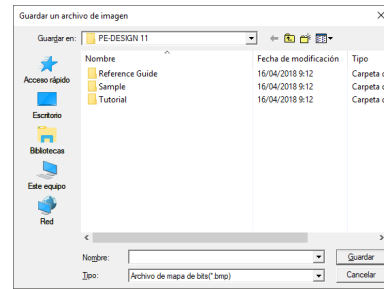 Guardar un archivo de imagen
Guardar en: PE-DESIGN 11
Nombre Fecha de modificación Tipo
Reference Guide 16/04/2018 9:12 Carpeta d
Sample 16/04/2018 9:12 Carpeta d
Tutorial 16/04/2018 9:12 Carpeta d
Acceso rápido
Escritorio
Bibliotecas
Este equipo
Red
Nombre: Guardar
Tipo: Archivo de mapa de bits(*.bmp) Cancelar